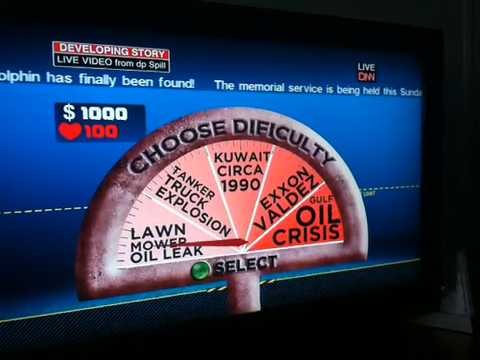 DEVELOPING STORY
LIVE VIDEO from dp Spill
LIVE
DNN
olphin has finally been found! The memorial service is being held this Sunda
$ 1000
100
CHOOSE DIFICULTY
LAWN
MOWER
OIL LEAK
TANKER
TRUCK
EXPLOSION
KUWAIT
CIRCA
1990
EXXON
VALDEZ
GULF
OIL
CRISIS
LIMIT
SELECT